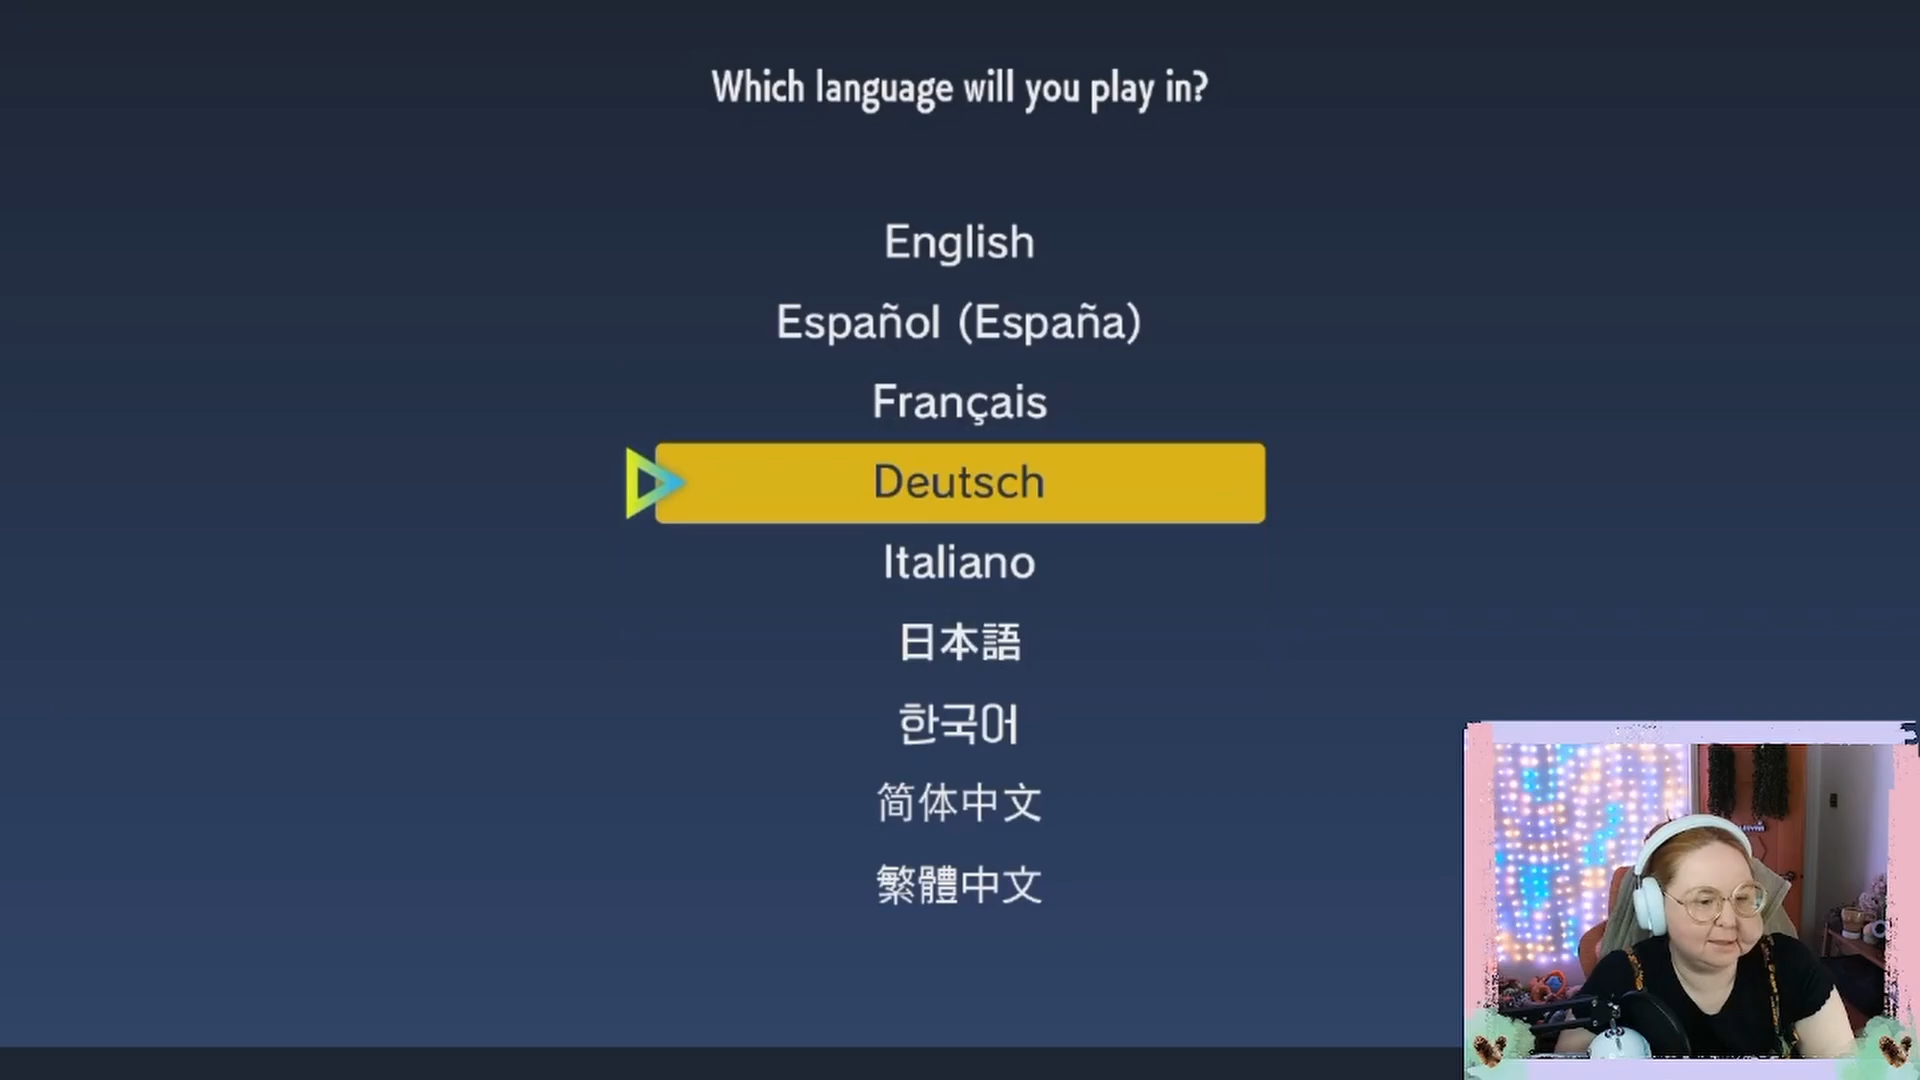 Which language will you play in?
English
Español (España)
Français
Deutsch
Italiano
日本語
한국어
简体中文
繁體中文